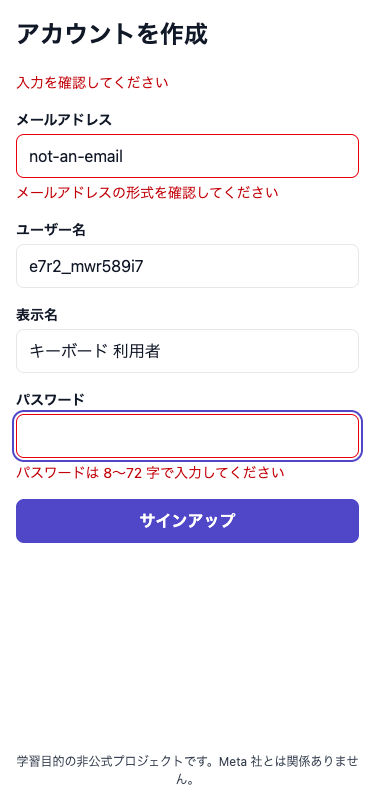 アカウントを作成
入力を確認してください
メールアドレス
not-an-email
メールアドレスの形式を確認してください
ユーザー名
e7r2_mwr589i7
表示名
キーボード 利用者
パスワード
パスワードは 8〜72 字で入力してください
サインアップ
学習目的の非公式プロジェクトです。Meta 社とは関係ありませ
ん。